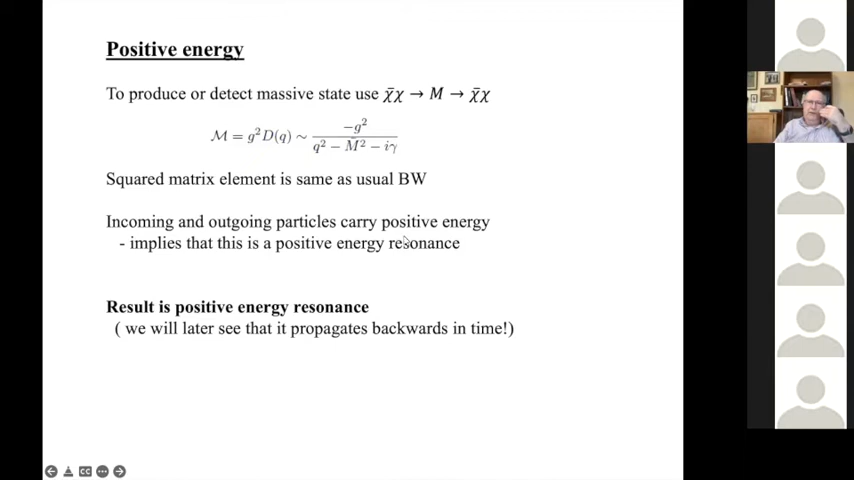 Positive energy
To produce or detect massive state use χ̄χ → M → χ̄χ
ℳ = g²D(q) ∼ −g² / (q² − M̄² − iγ)
Squared matrix element is same as usual BW
Incoming and outgoing particles carry positive energy
- implies that this is a positive energy resonance
Result is positive energy resonance
( we will later see that it propagates backwards in time!)
CC